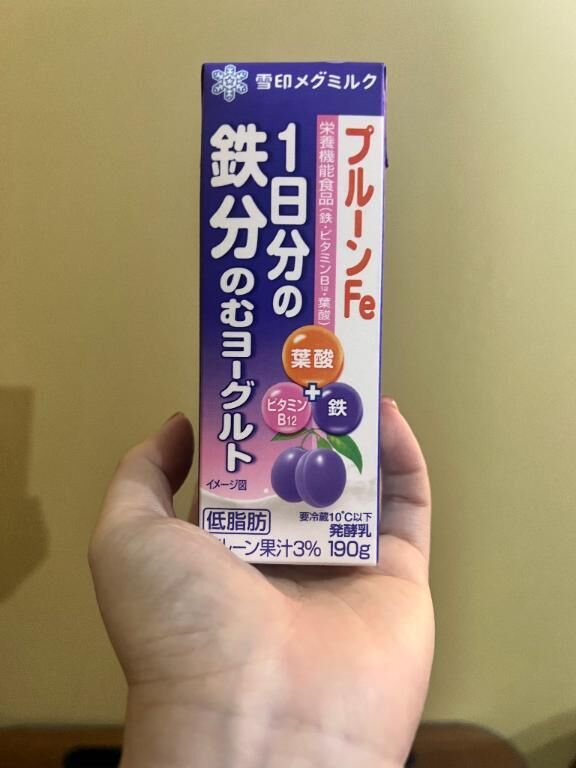 雪印メグミルク
プルーンFe
栄養機能食品(鉄・ビタミンB12・葉酸)
1日分の
鉄分のむヨーグルト
葉酸
+
ビタミン
B12
鉄
イメージ図
低脂肪
要冷蔵10℃以下
発酵乳
ルーン果汁3% 190g